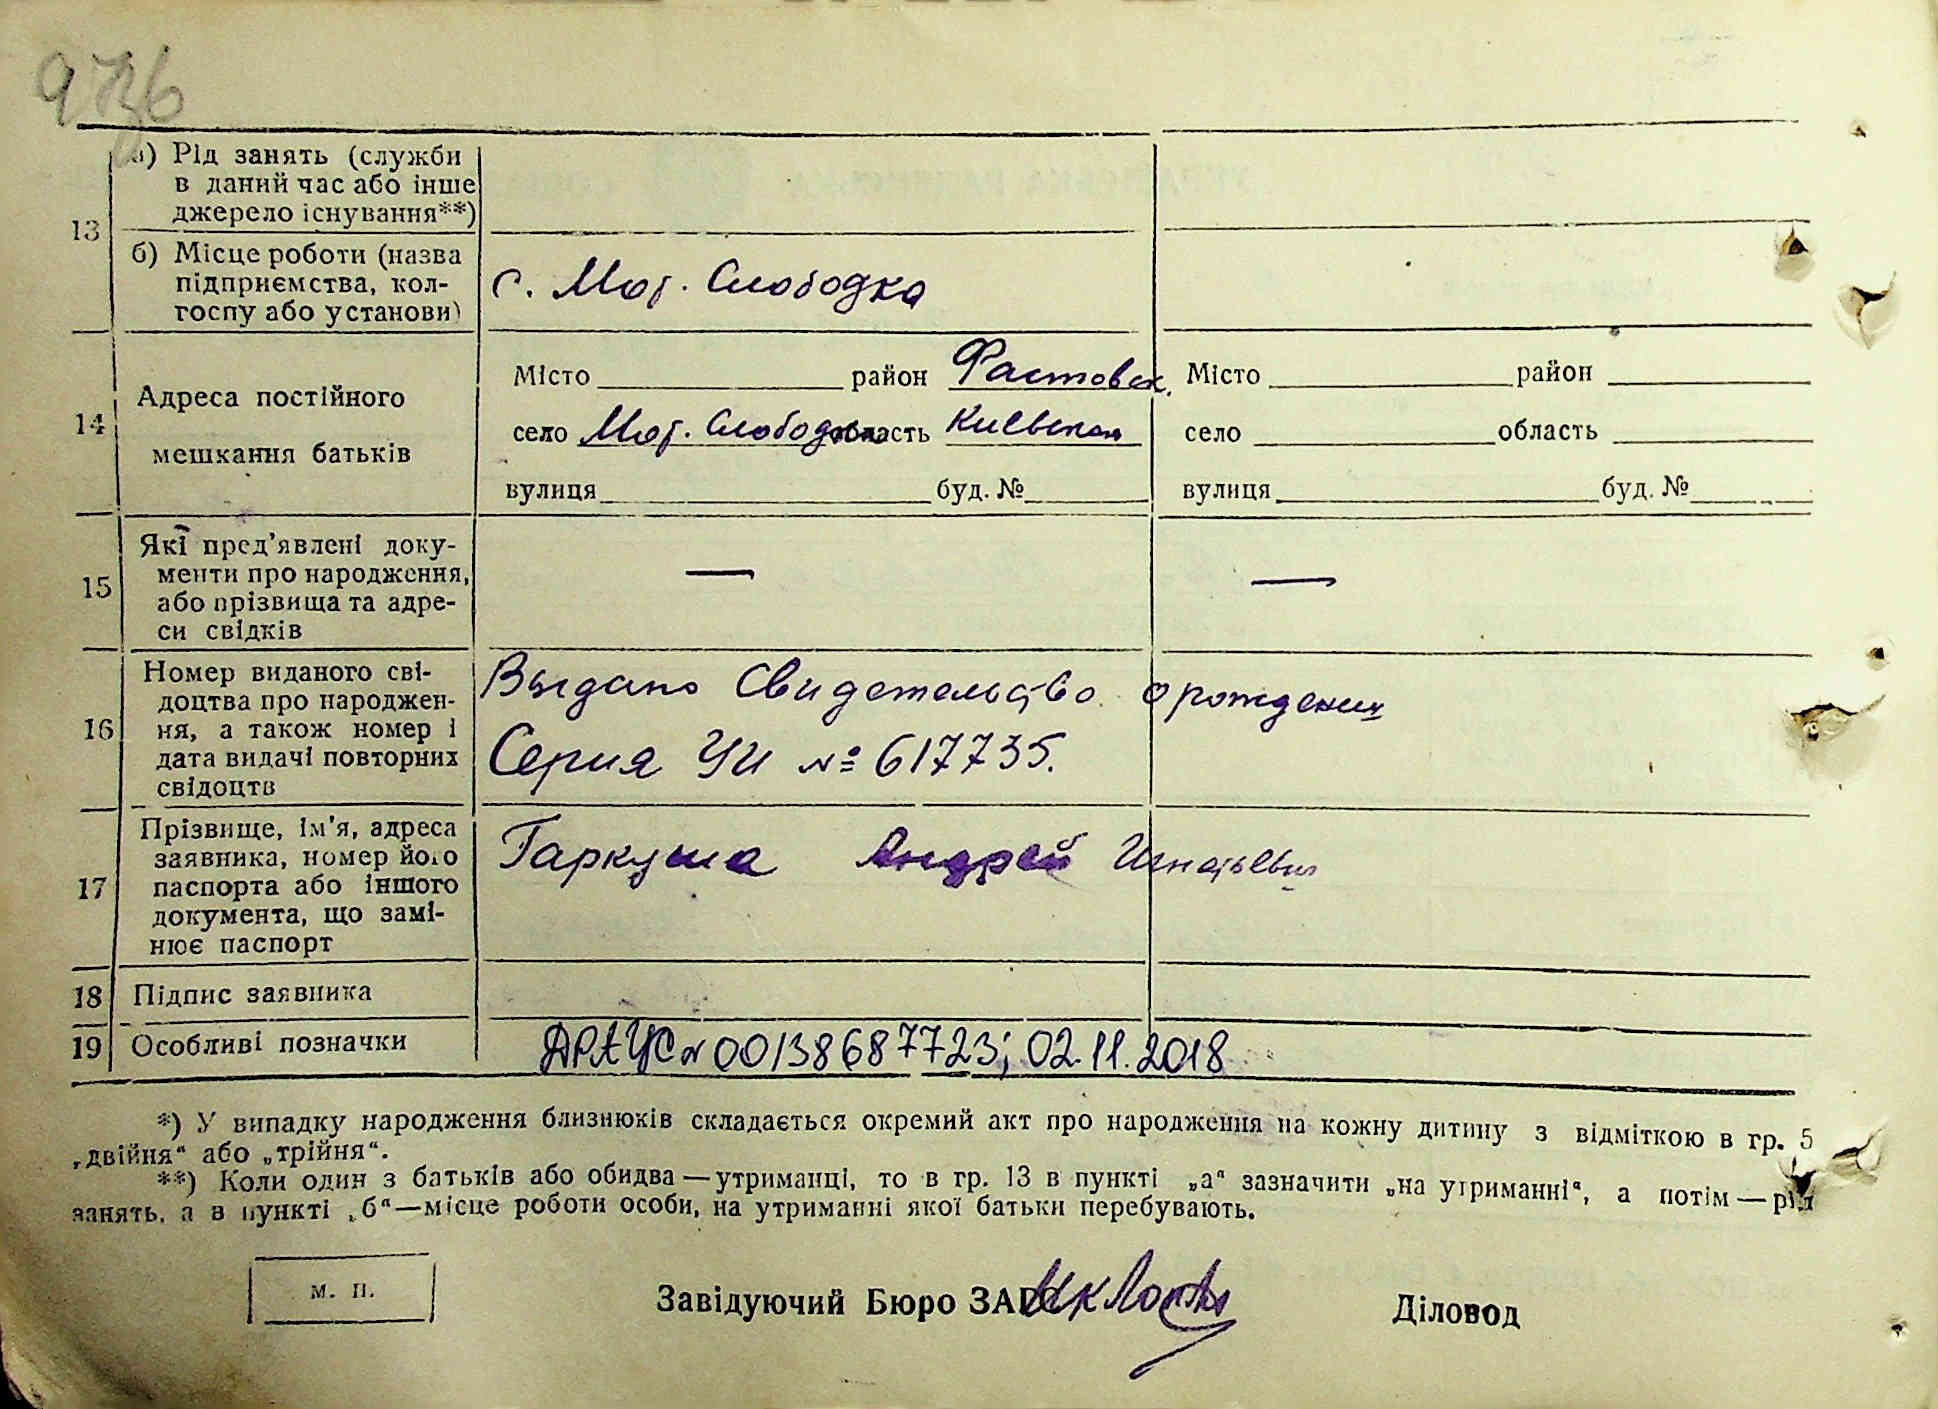 13
а) Рід занять (служби
в даний час або інше
джерело існування**)
б) Місце роботи (назва
підприємства, кол-
госпу або установи)
с. Мот. Слободка
14
Адреса постійного
мешкання батьків
Місто район Фастовск.
село Мот. Слободка область Киевская
вулиця буд. №
Місто район
село область
вулиця буд. №
15
Які пред’явлені доку-
менти про народження,
або прізвища та адре-
си свідків
—
—
16
Номер виданого сві-
доцтва про народжен-
ня, а також номер і
дата видачі повторних
свідоцтв
Выдано Свидетельство о рождении
Серия УИ № 617735.
17
Прізвище, ім’я, адреса
заявника, номер його
паспорта або іншого
документа, що замі-
нює паспорт
Гаркуша Андрей Игнатьевич
18
Підпис заявника
19
Особливі позначки
ДРАЦС № 00138687723; 02.11.2018
*) У випадку народження близнюків складається окремий акт про народження на кожну дитину з відміткою в гр. 5
„двійня“ або „трійня“.
**) Коли один з батьків або обидва—утриманці, то в гр. 13 в пункті „а“ зазначити „на утриманні“, а потім—рід
занять, а в пункті „б“—місце роботи особи, на утриманні якої батьки перебувають.
м. п.
Завідуючий Бюро ЗАГС
Діловод